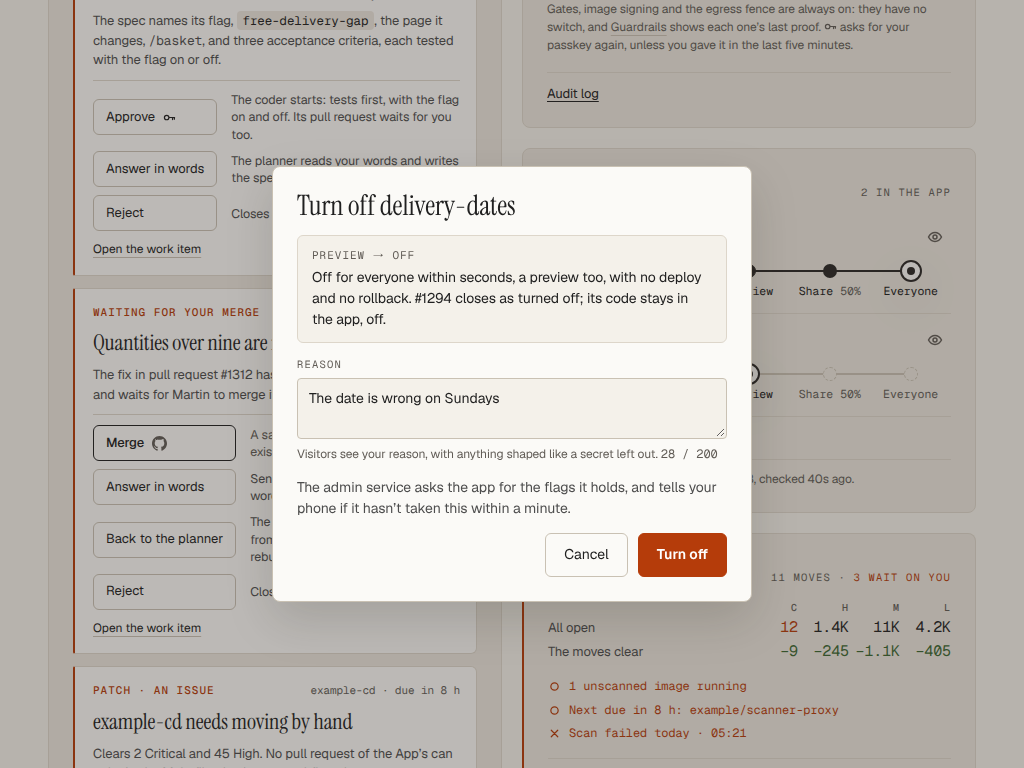 The spec names its flag, free-delivery-gap, the page it
changes, /basket, and three acceptance criteria, each tested
with the flag on or off.
Approve
The coder starts: tests first, with the flag
on and off. Its pull request waits for you
too.
Answer in words
The planner reads your words and writes
the spe
Reject
Closes
Open the work item
WAITING FOR YOUR MERGE
Quantities over nine are
The fix in pull request #1312 has
and waits for Martin to merge i
Merge
A sa
exis
Answer in words
Sen
wor
Back to the planner
The
from
rebu
Reject
Clos
Open the work item
PATCH · AN ISSUE
example-cd · due in 8 h
example-cd needs moving by hand
Clears 2 Critical and 45 High. No pull request of the App's can
Gates, image signing and the egress fence are always on: they have no
switch, and Guardrails shows each one's last proof. asks for your
passkey again, unless you gave it in the last five minutes.
Audit log
2 IN THE APP
iew
Share 50%
Everyone
iew
Share 50%
Everyone
, checked 40s ago.
11 MOVES · 3 WAIT ON YOU
C H M L
All open 12 1.4K 11K 4.2K
The moves clear −9 −245 −1.1K −405
1 unscanned image running
Next due in 8 h: example/scanner-proxy
Scan failed today · 05:21
Turn off delivery-dates
PREVIEW → OFF
Off for everyone within seconds, a preview too, with no deploy
and no rollback. #1294 closes as turned off; its code stays in
the app, off.
REASON
The date is wrong on Sundays
Visitors see your reason, with anything shaped like a secret left out. 28 / 200
The admin service asks the app for the flags it holds, and tells your
phone if it hasn't taken this within a minute.
Cancel
Turn off